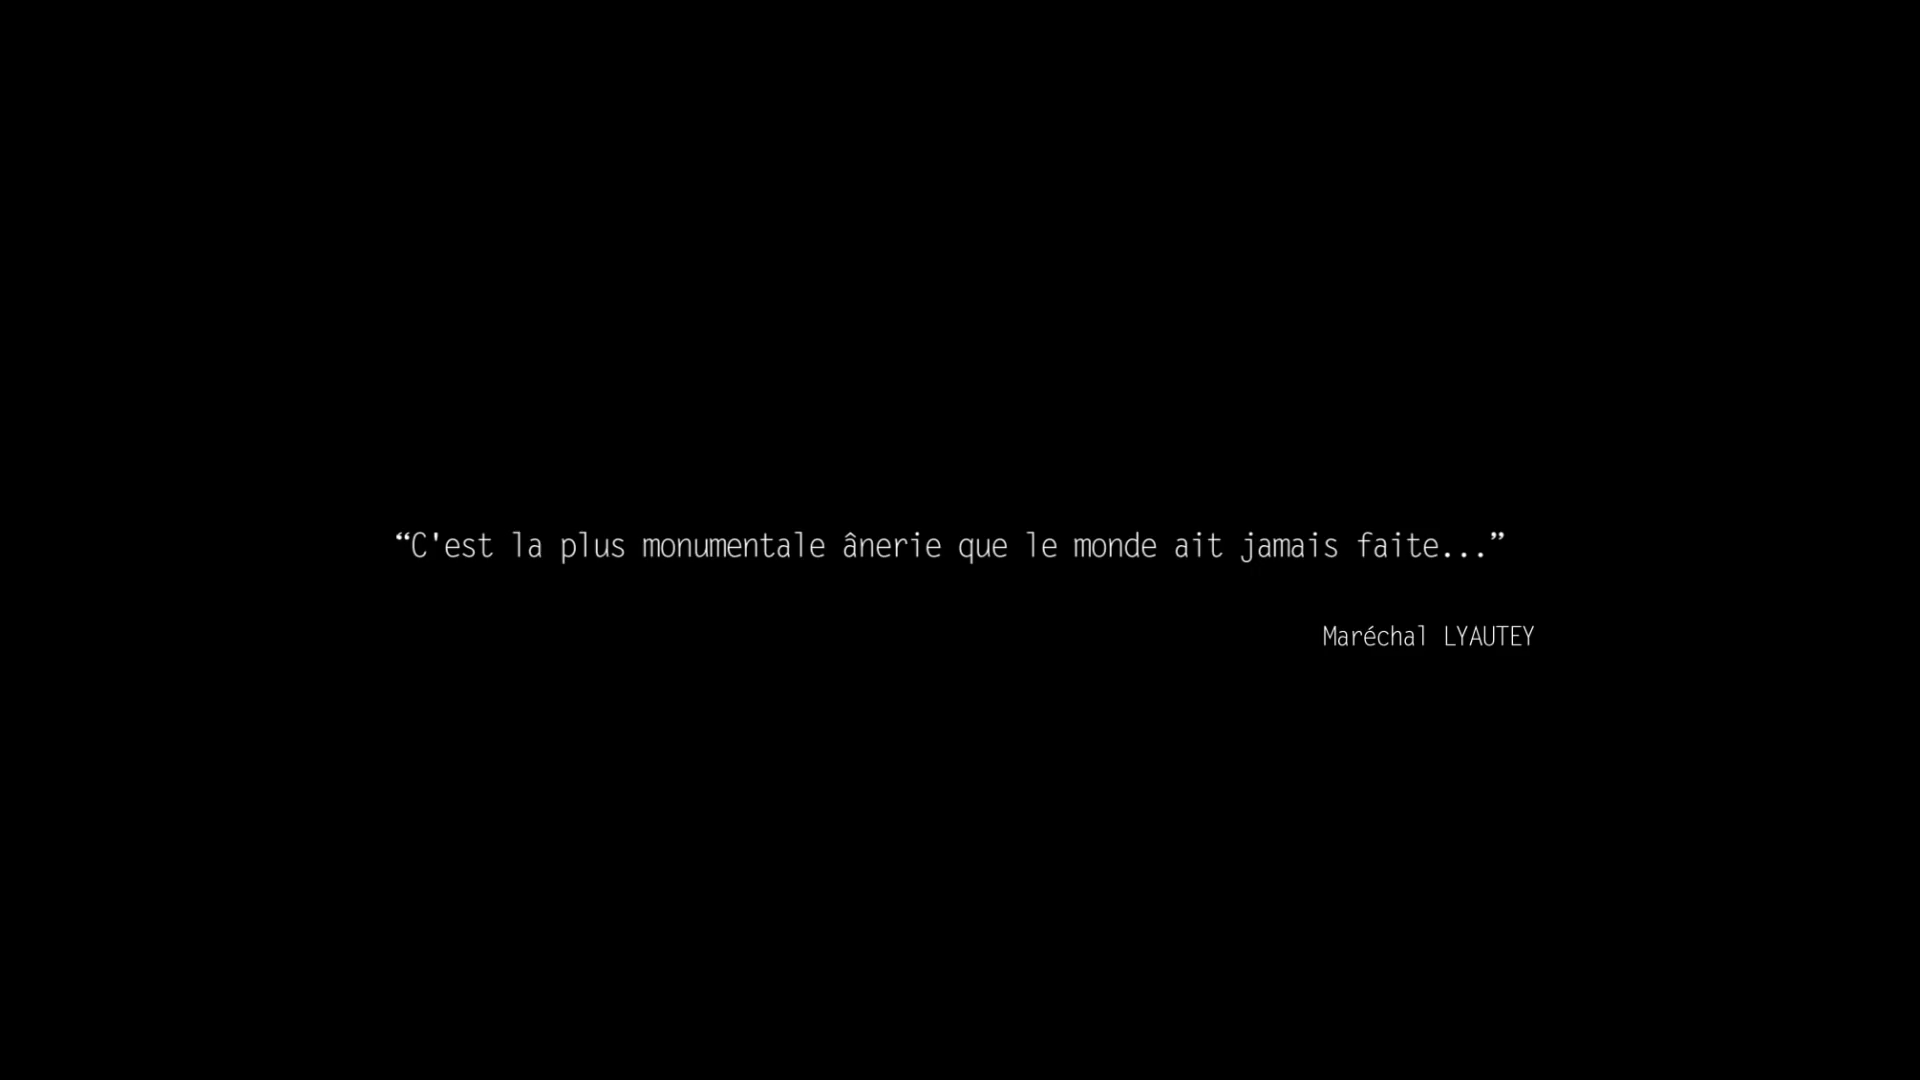 “C'est la plus monumentale ânerie que le monde ait jamais faite...”
Maréchal LYAUTEY